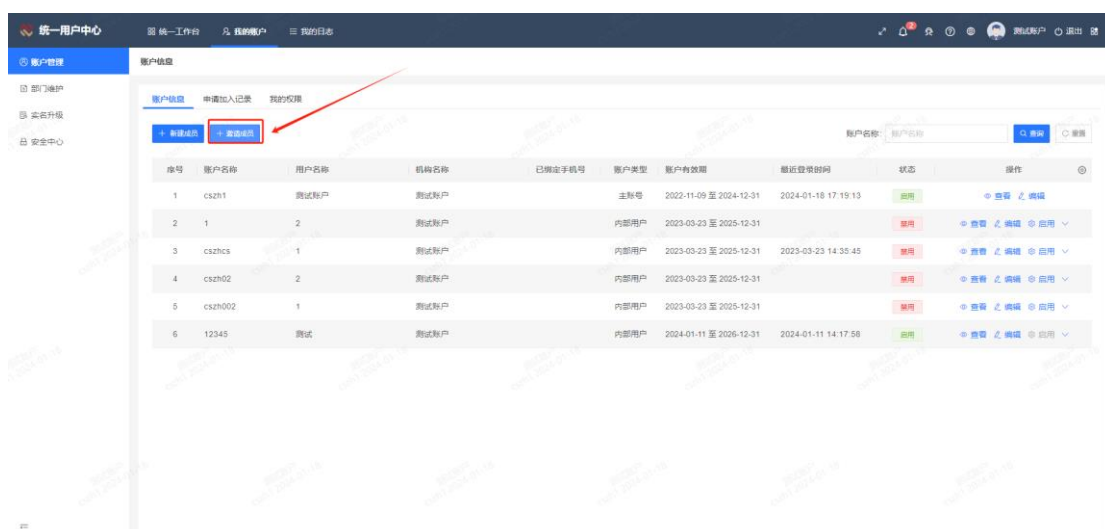 统一用户中心 统一工作台 我的账户 我的日志 测试账户 退出
账户管理 账户信息
部门维护
实名升级
安全中心
账户信息 申请加入记录 我的权限
+ 新建成员 + 邀请成员 账户名称: 账户名称 查询 重置
序号 账户名称 用户名称 机构名称 已绑定手机号 账户类型 账户有效期 最近登录时间 状态 操作
1 cszh1 测试账户 测试账户 主账号 2022-11-09 至 2024-12-31 2024-01-18 17:19:13 启用 查看 编辑
2 1 2 测试账户 内部用户 2023-03-23 至 2025-12-31 禁用 查看 编辑 启用
3 cszhcs 1 测试账户 内部用户 2023-03-23 至 2025-12-31 2023-03-23 14:35:45 禁用 查看 编辑 启用
4 cszh02 2 测试账户 内部用户 2023-03-23 至 2025-12-31 禁用 查看 编辑 启用
5 cszh002 1 测试账户 内部用户 2023-03-23 至 2025-12-31 禁用 查看 编辑 启用
6 12345 测试 测试账户 内部用户 2024-01-11 至 2026-12-31 2024-01-11 14:17:58 启用 查看 编辑 启用